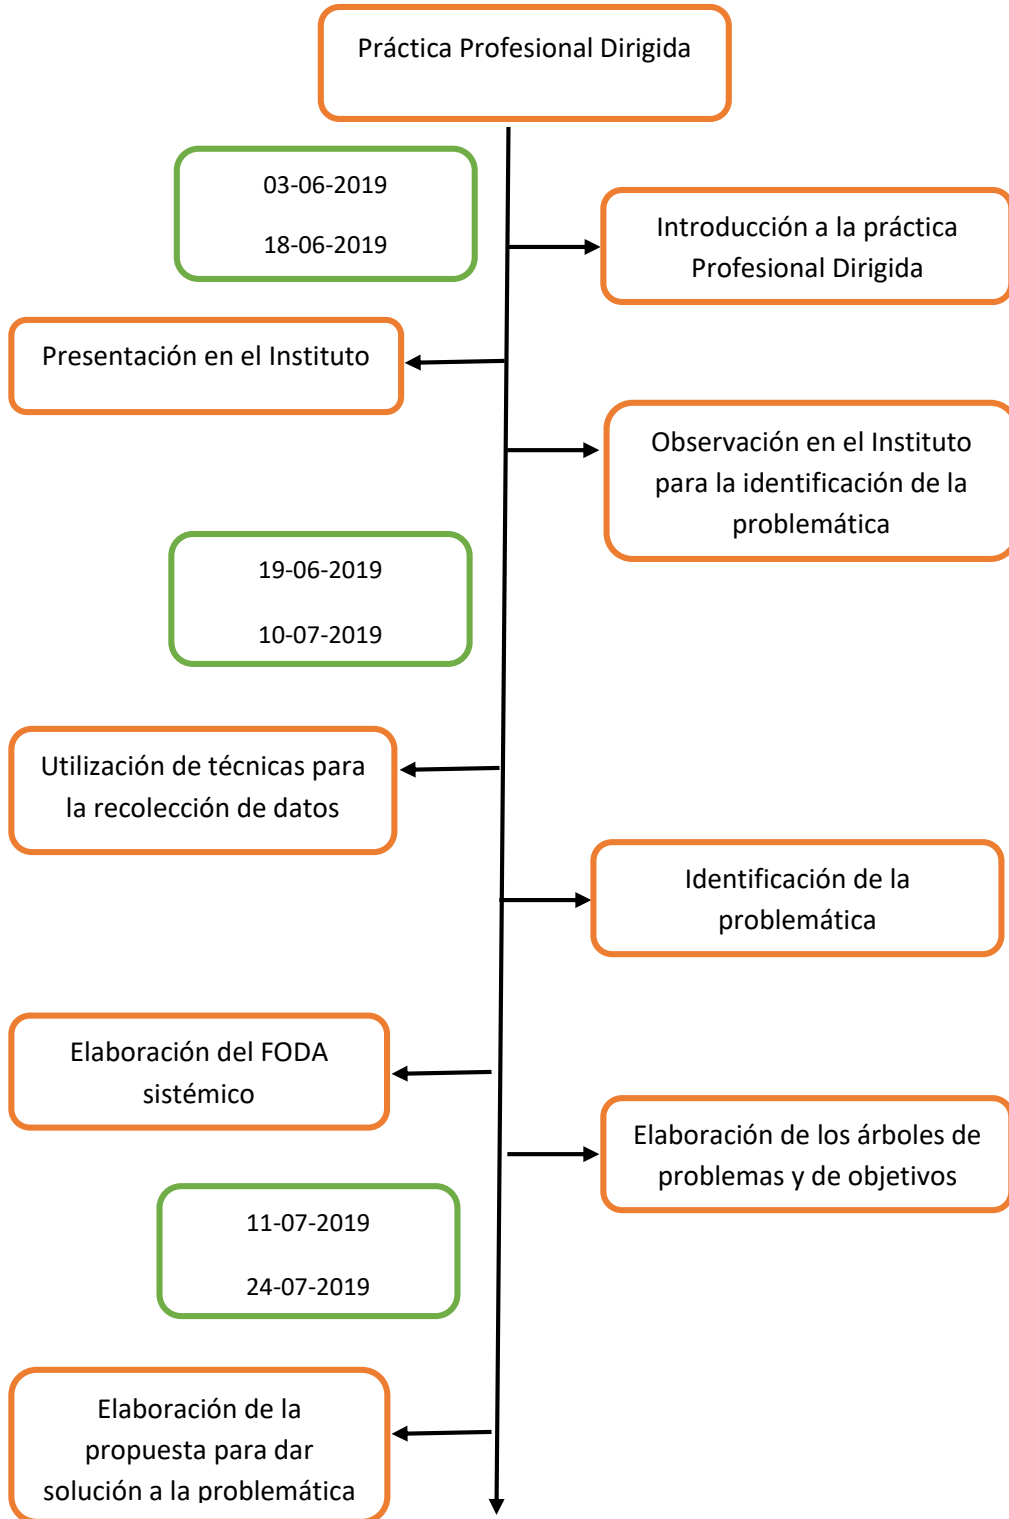 Práctica Profesional Dirigida
03-06-2019
18-06-2019
Introducción a la práctica
Profesional Dirigida
Presentación en el Instituto
Observación en el Instituto
para la identificación de la
problemática
19-06-2019
10-07-2019
Utilización de técnicas para
la recolección de datos
Identificación de la
problemática
Elaboración del FODA
sistémico
Elaboración de los árboles de
problemas y de objetivos
11-07-2019
24-07-2019
Elaboración de la
propuesta para dar
solución a la problemática